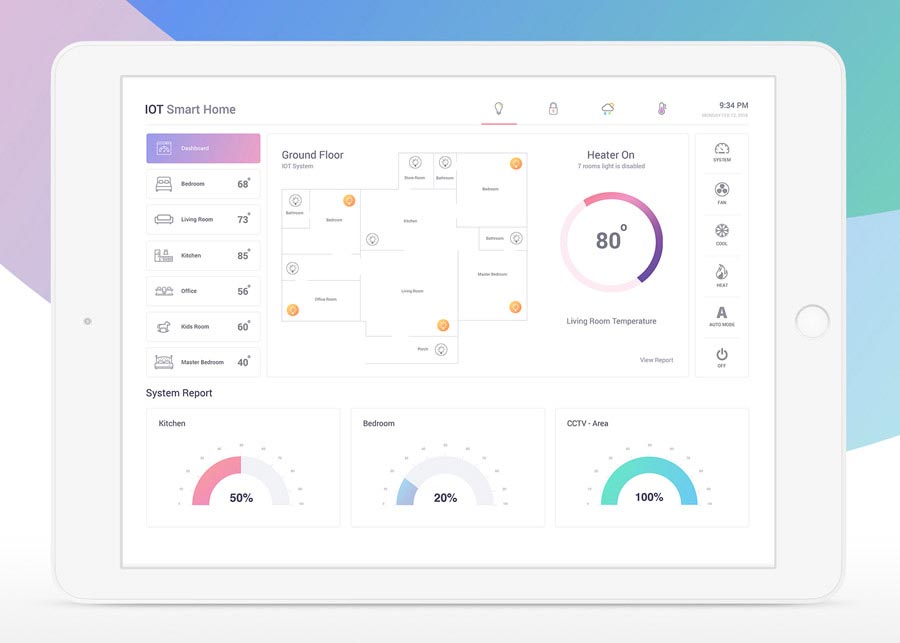 IOT Smart Home
9:34 PM
MONDAY FEB 12, 2018
Dashboard
Bedroom 68°
Living Room 73°
Kitchen 85°
Office 56°
Kids Room 60°
Master Bedroom 40°
Ground Floor
IOT System
Store Room
Bathroom
Bedroom
Bathroom
Bedroom
Kitchen
Bathroom
Master Bedroom
Living Room
Office Room
Porch
Heater On
7 rooms light is disabled
80°
Living Room Temperature
View Report
SYSTEM
FAN
COOL
HEAT
A
AUTO MODE
OFF
System Report
Kitchen
50%
Bedroom
20%
CCTV - Area
100%